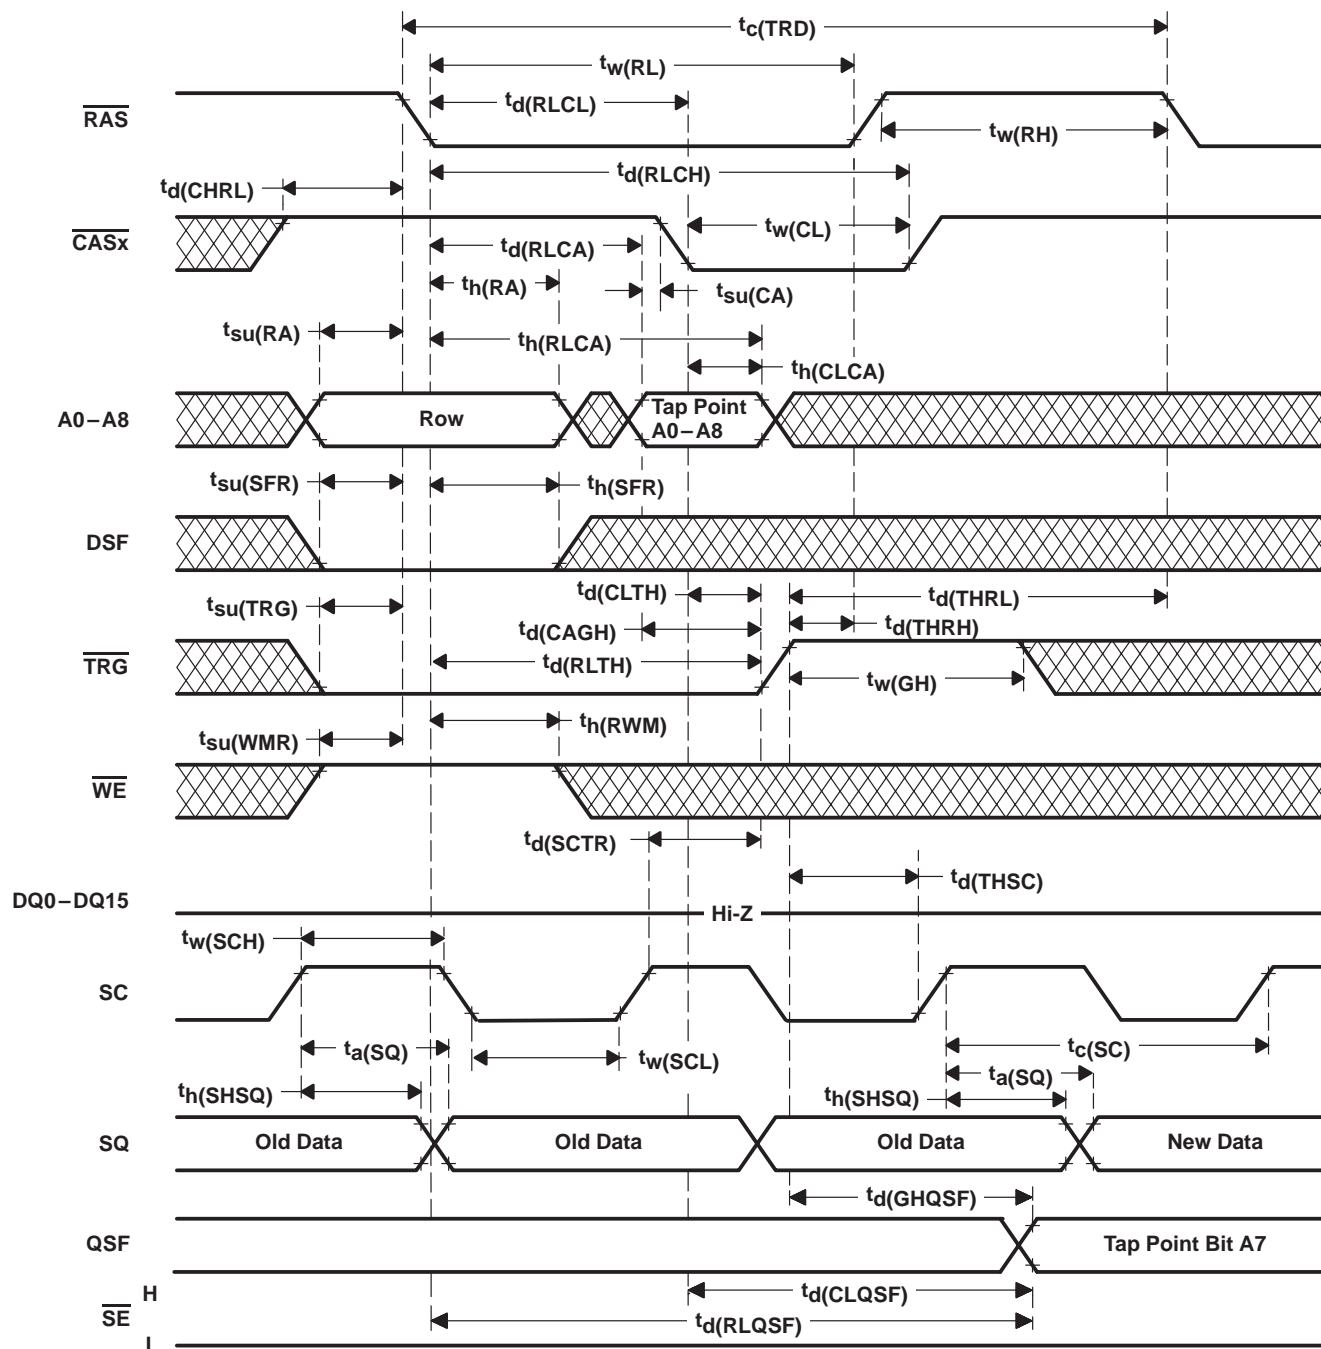 tc(TRD)
tw(RL)
td(RLCL)
RAS
tw(RH)
td(RLCH)
td(CHRL)
CASx
tw(CL)
td(RLCA)
th(RA)
tsu(CA)
tsu(RA)
th(RLCA)
th(CLCA)
A0–A8
Row
Tap Point
A0–A8
tsu(SFR)
th(SFR)
DSF
td(CLTH)
td(THRL)
tsu(TRG)
td(CAGH)
td(THRH)
TRG
td(RLTH)
tw(GH)
th(RWM)
tsu(WMR)
WE
td(SCTR)
td(THSC)
DQ0–DQ15
Hi-Z
tw(SCH)
SC
ta(SQ)
tw(SCL)
tc(SC)
ta(SQ)
th(SHSQ)
th(SHSQ)
SQ
Old Data
Old Data
Old Data
New Data
td(GHQSF)
QSF
Tap Point Bit A7
H
td(CLQSF)
SE
td(RLQSF)